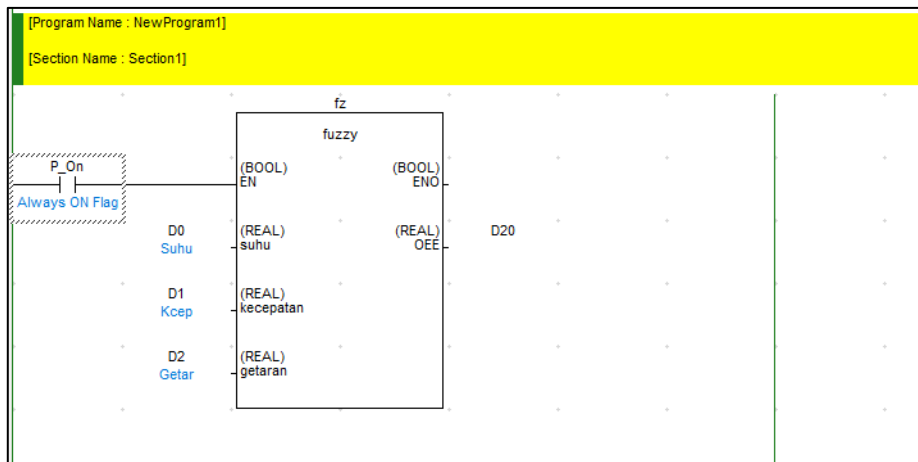 [Program Name : NewProgram1]
[Section Name : Section1]
fz
fuzzy
P_On
Always ON Flag
(BOOL)
EN
(BOOL)
ENO
D0
Suhu
(REAL)
suhu
(REAL)
OEE
D20
D1
Kcep
(REAL)
kecepatan
D2
Getar
(REAL)
getaran